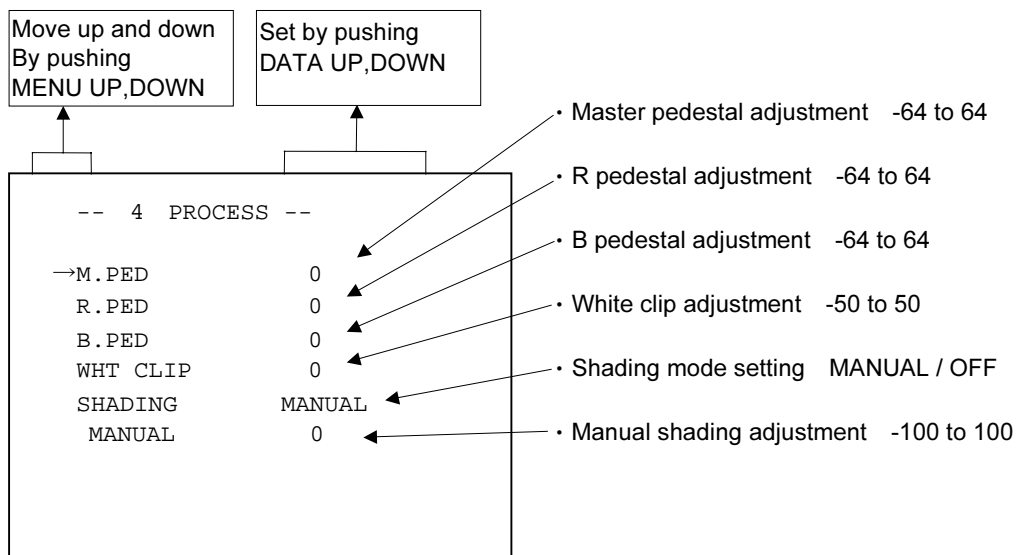 Move up and down
By pushing
MENU UP,DOWN
Set by pushing
DATA UP,DOWN
-- 4 PROCESS --
→M.PED 0
R.PED 0
B.PED 0
WHT CLIP 0
SHADING MANUAL
MANUAL 0
・Master pedestal adjustment -64 to 64
・R pedestal adjustment -64 to 64
・B pedestal adjustment -64 to 64
・White clip adjustment -50 to 50
・Shading mode setting MANUAL / OFF
・Manual shading adjustment -100 to 100